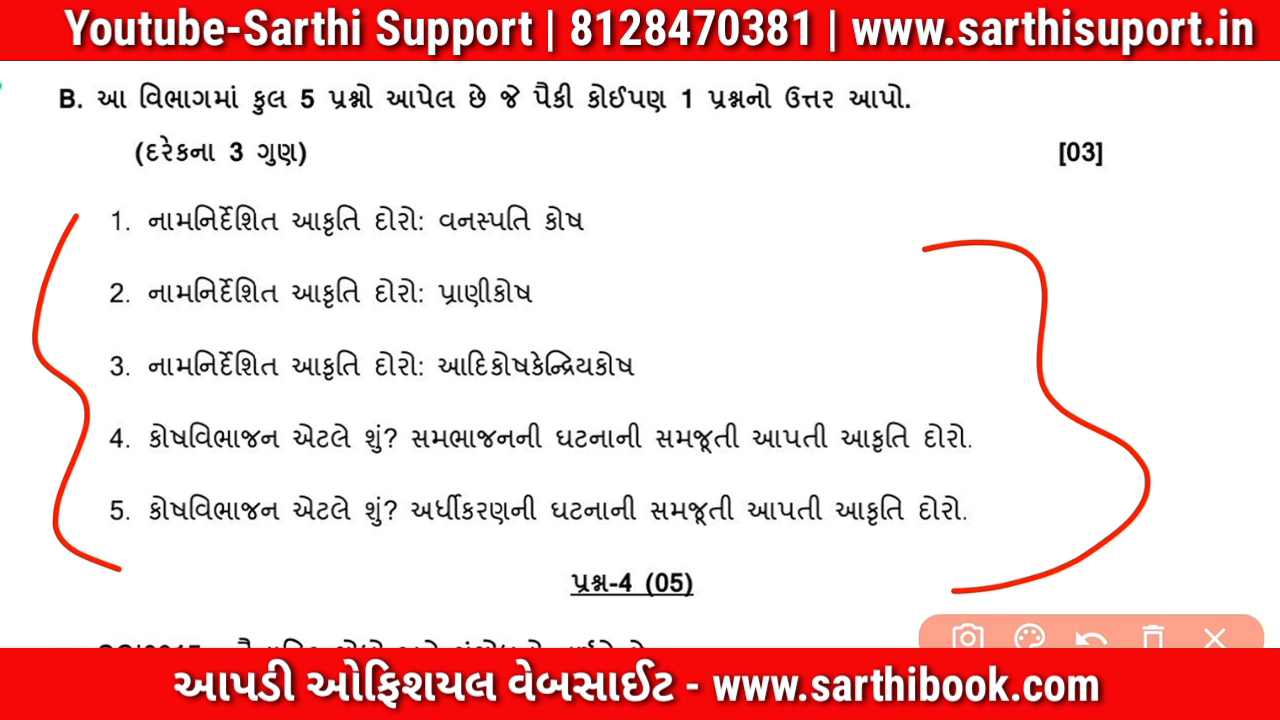 Youtube-Sarthi Support | 8128470381 | www.sarthisuport.in
B. આ વિભાગમાં કુલ 5 પ્રશ્નો આપેલ છે જે પૈકી કોઈપણ 1 પ્રશ્નનો ઉત્તર આપો.
(દરેકના 3 ગુણ) [03]
1. નામનિર્દેશિત આકૃતિ દોરો: વનસ્પતિ કોષ
2. નામનિર્દેશિત આકૃતિ દોરો: પ્રાણીકોષ
3. નામનિર્દેશિત આકૃતિ દોરો: આદિકોષકેન્દ્રિયકોષ
4. કોષવિભાજન એટલે શું? સમભાજનની ઘટનાની સમજૂતી આપતી આકૃતિ દોરો.
5. કોષવિભાજન એટલે શું? અર્ધીકરણની ઘટનાની સમજૂતી આપતી આકૃતિ દોરો.
પ્રશ્ન-4 (05)
આપડી ઓફિશયલ વેબસાઈટ - www.sarthibook.com